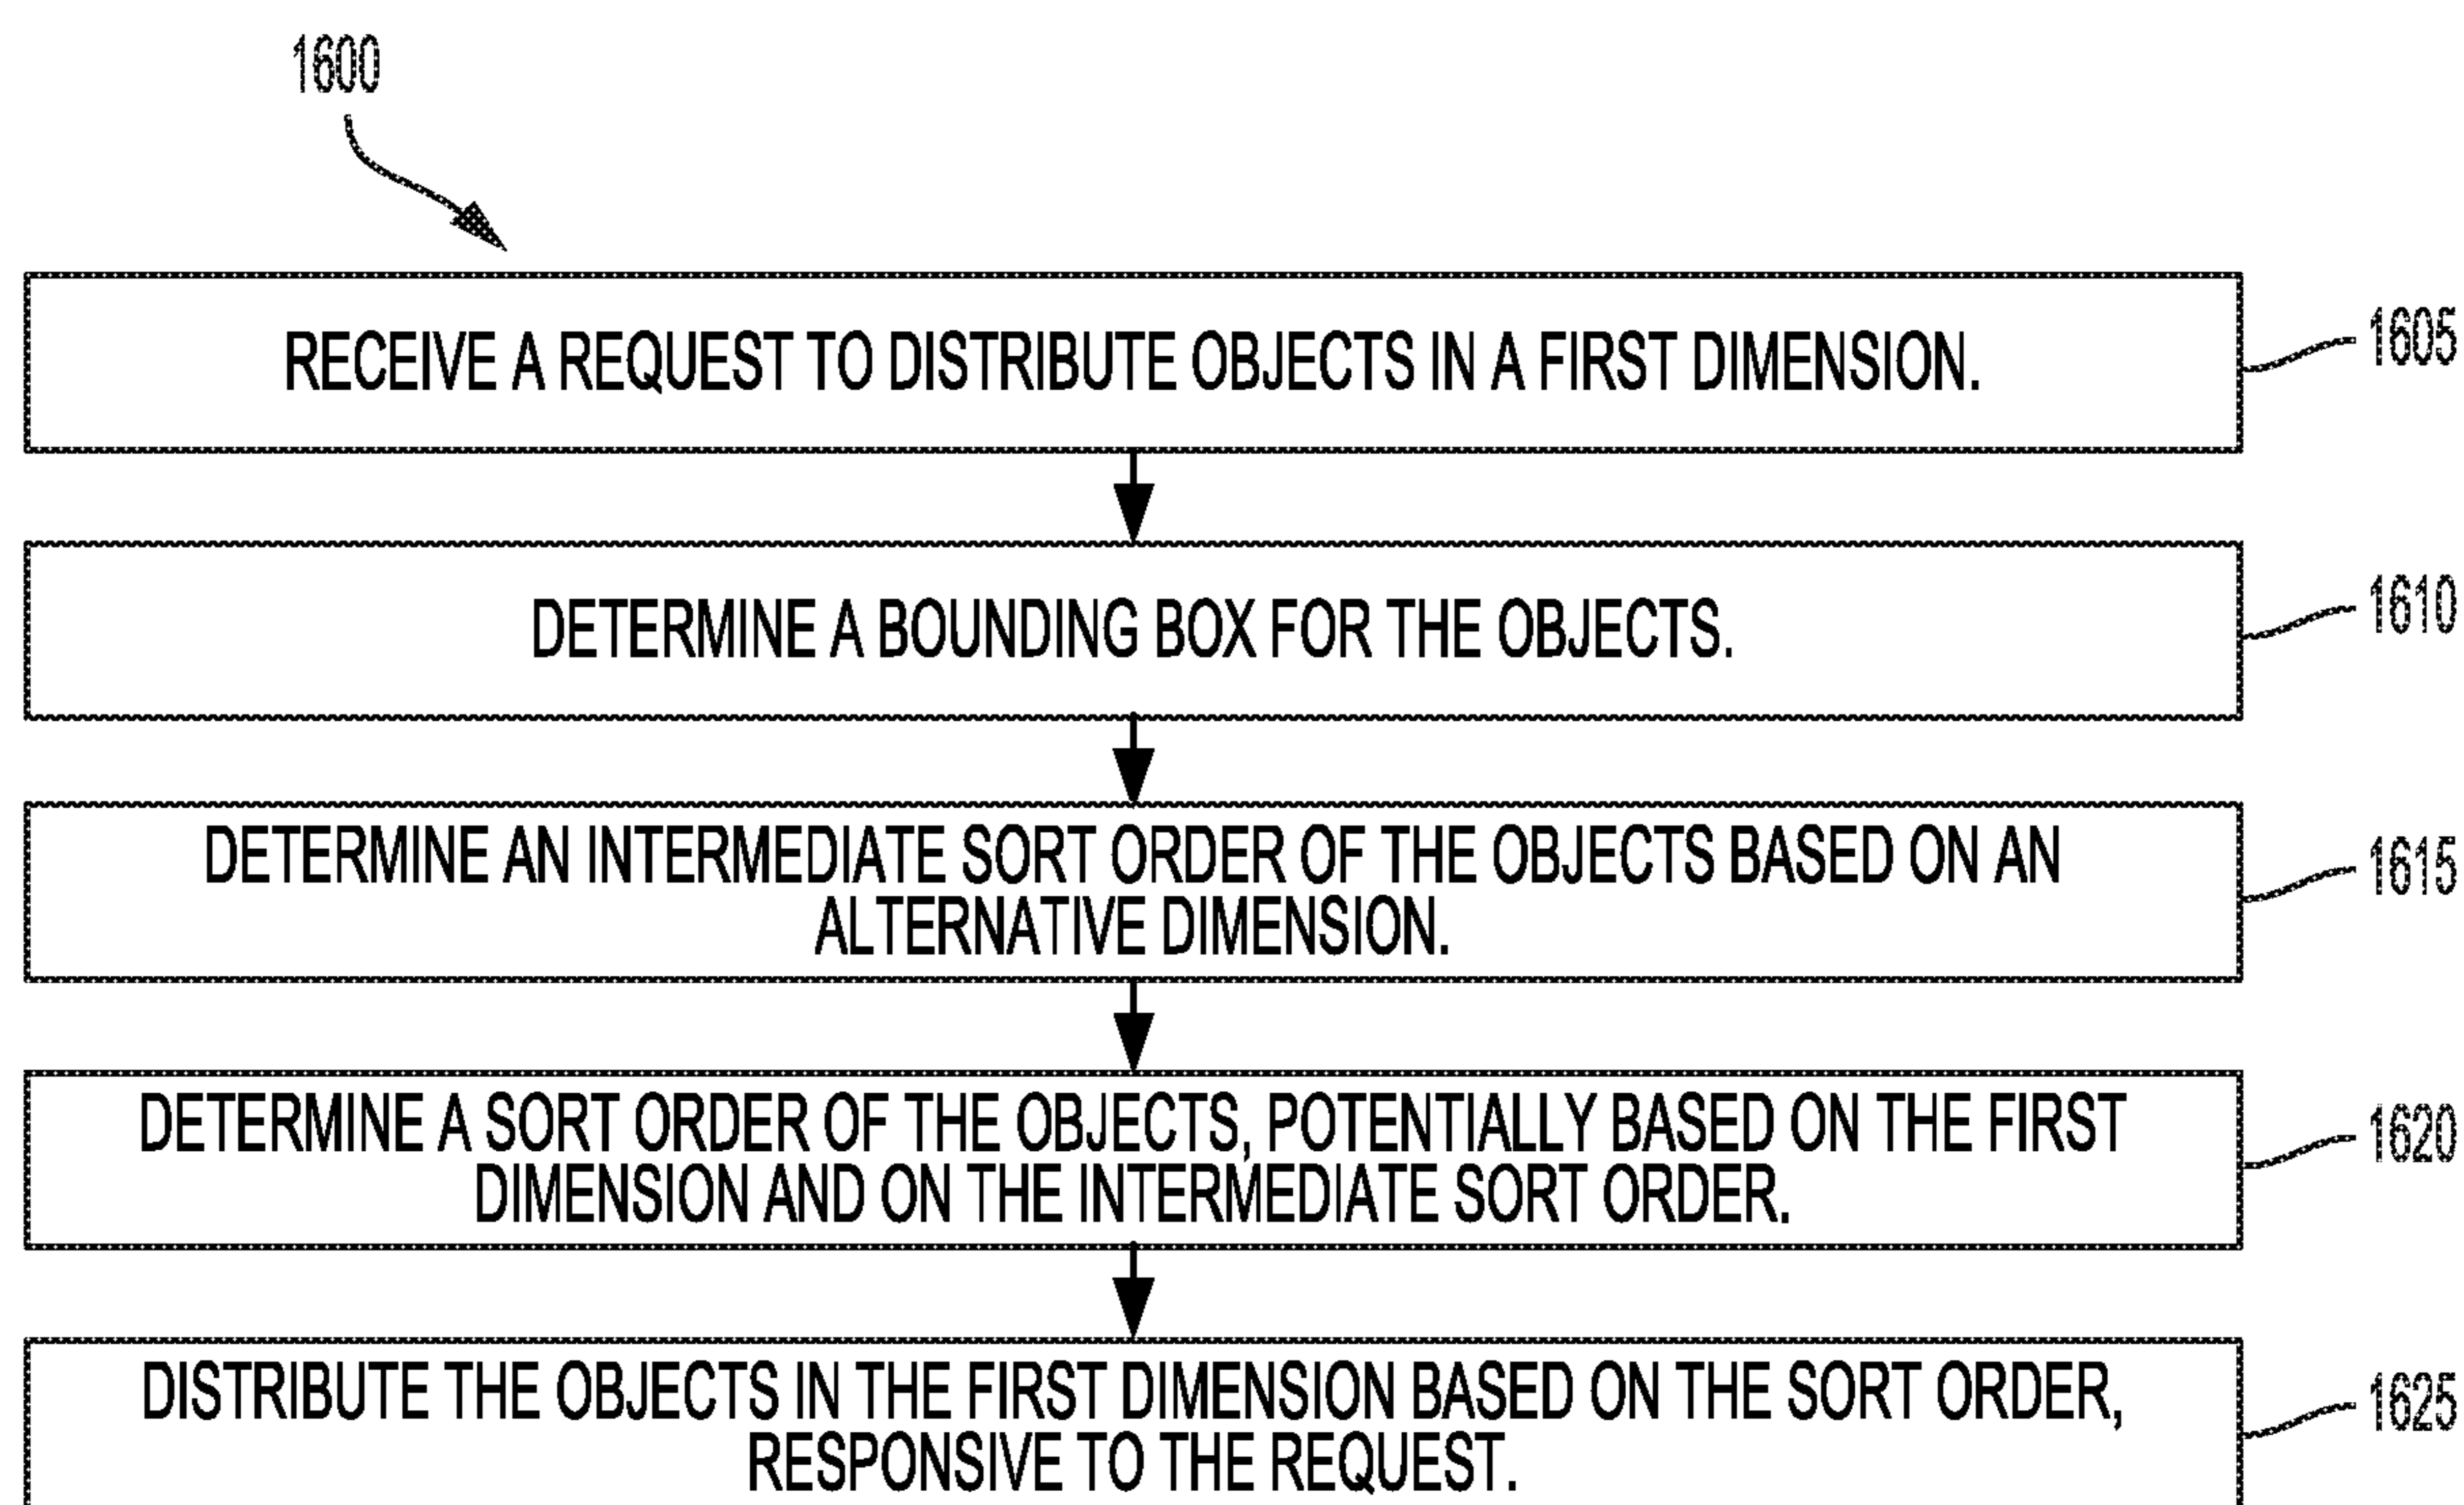 1600
RECEIVE A REQUEST TO DISTRIBUTE OBJECTS IN A FIRST DIMENSION.
1605
DETERMINE A BOUNDING BOX FOR THE OBJECTS.
1610
DETERMINE AN INTERMEDIATE SORT ORDER OF THE OBJECTS BASED ON AN
ALTERNATIVE DIMENSION.
1615
DETERMINE A SORT ORDER OF THE OBJECTS, POTENTIALLY BASED ON THE FIRST
DIMENSION AND ON THE INTERMEDIATE SORT ORDER.
1620
DISTRIBUTE THE OBJECTS IN THE FIRST DIMENSION BASED ON THE SORT ORDER,
RESPONSIVE TO THE REQUEST.
1625